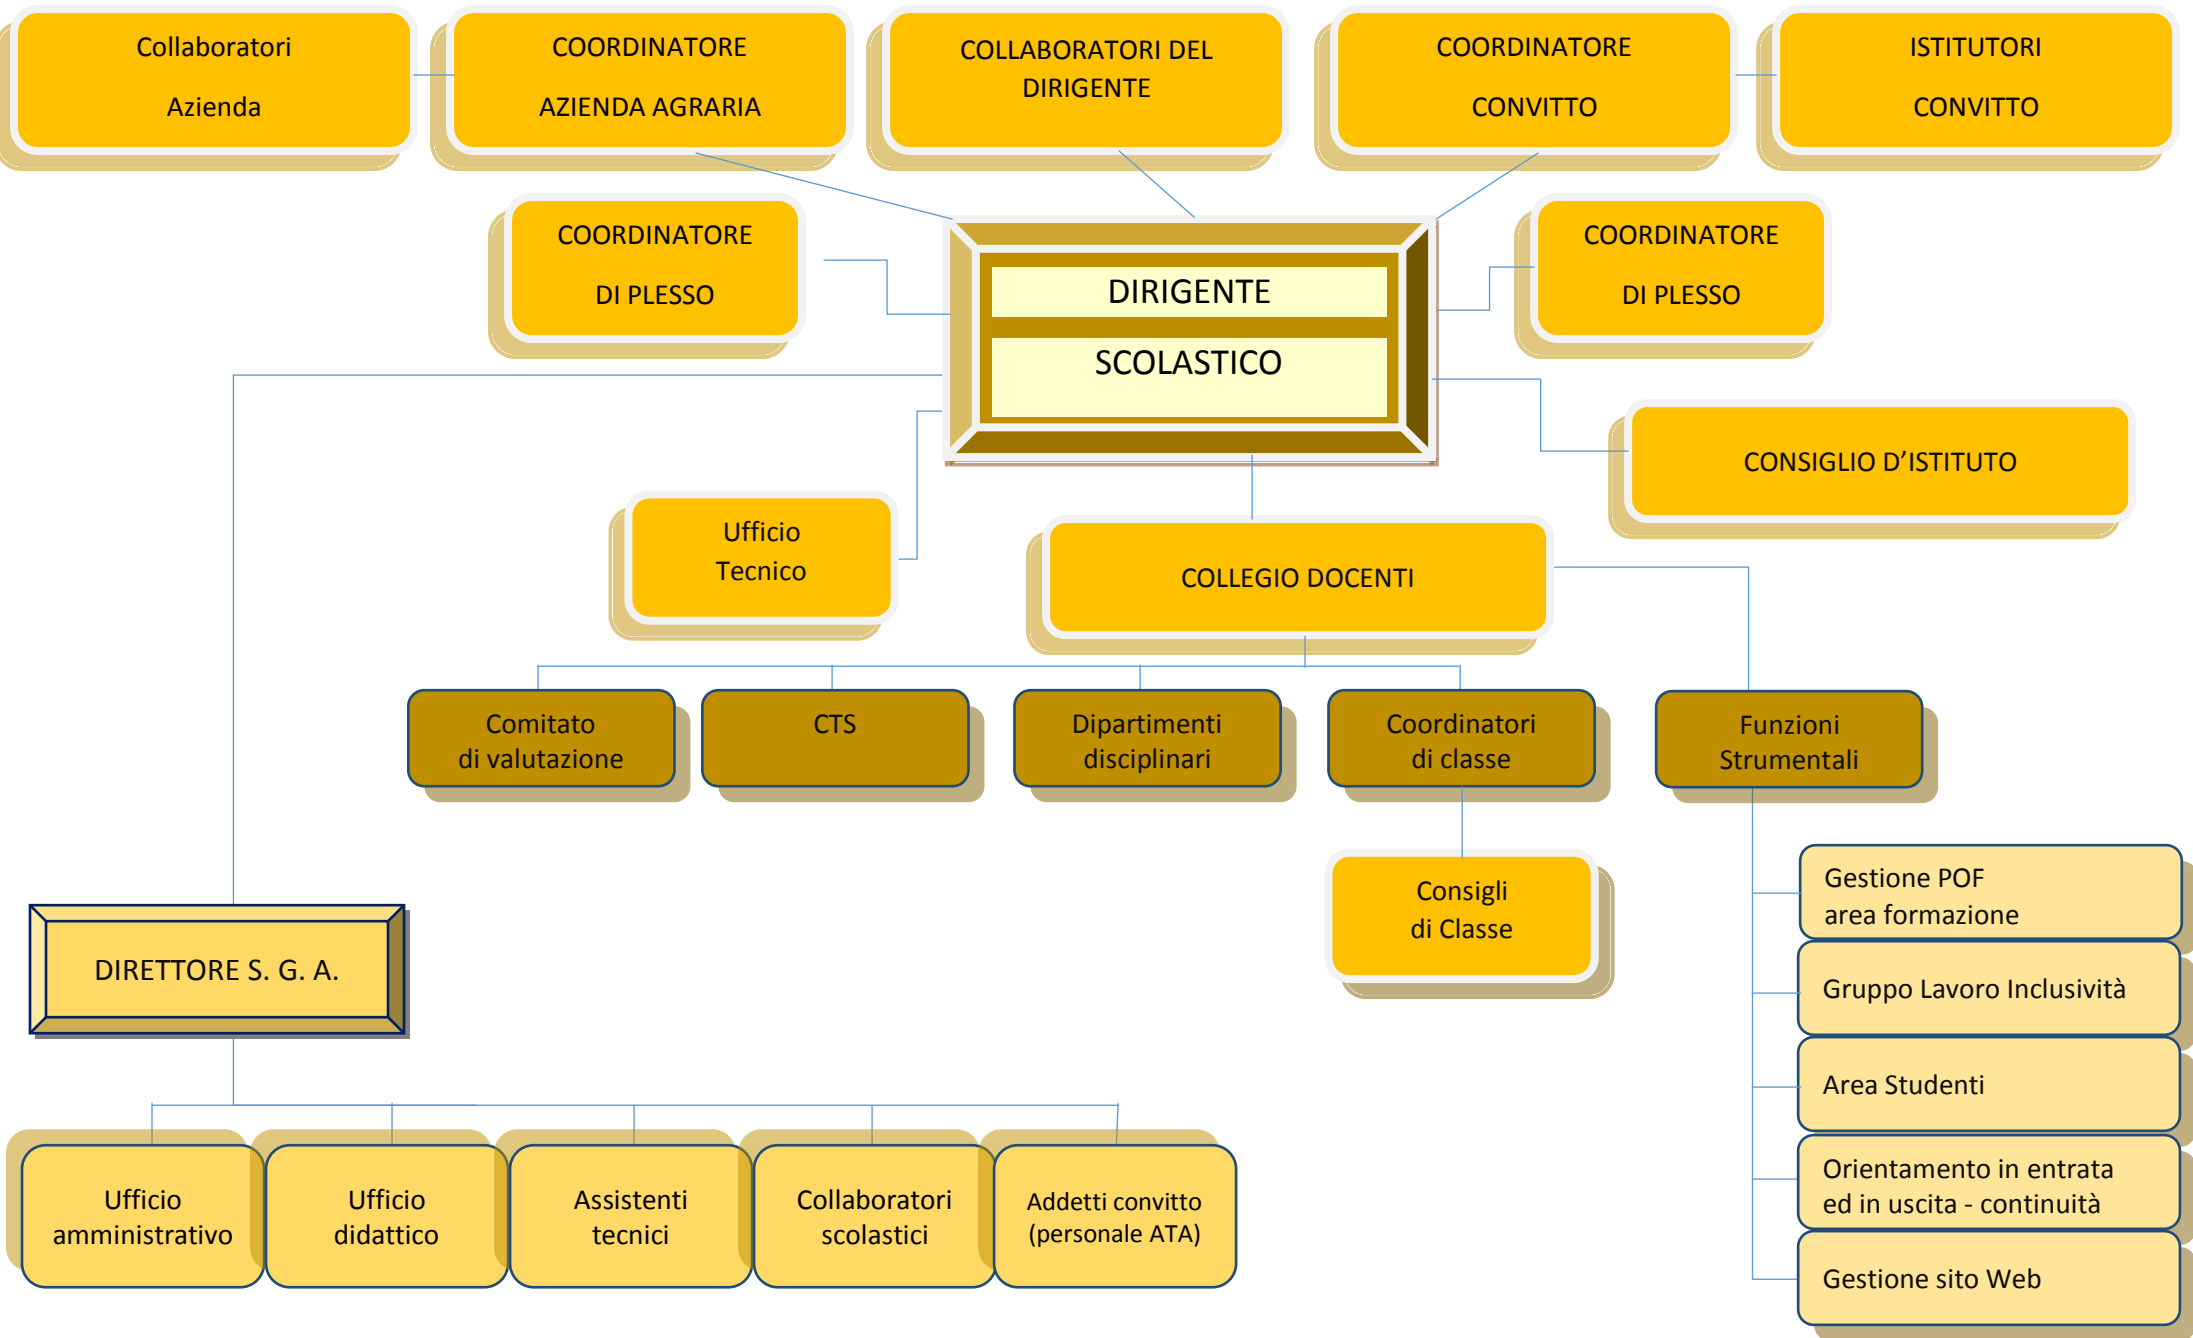 Collaboratori
Azienda
COORDINATORE
AZIENDA AGRARIA
COLLABORATORI DEL
DIRIGENTE
COORDINATORE
CONVITTO
ISTITUTORI
CONVITTO
COORDINATORE
DI PLESSO
DIRIGENTE
SCOLASTICO
COORDINATORE
DI PLESSO
CONSIGLIO D’ISTITUTO
Ufficio
Tecnico
COLLEGIO DOCENTI
Comitato
di valutazione
CTS
Dipartimenti
disciplinari
Coordinatori
di classe
Funzioni
Strumentali
Consigli
di Classe
Gestione POF
area formazione
Gruppo Lavoro Inclusività
Area Studenti
Orientamento in entrata
ed in uscita - continuità
Gestione sito Web
DIRETTORE S. G. A.
Ufficio
amministrativo
Ufficio
didattico
Assistenti
tecnici
Collaboratori
scolastici
Addetti convitto
(personale ATA)